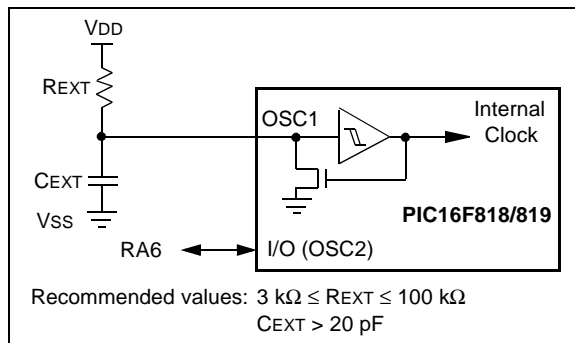 VDD
REXT
OSC1
Internal
Clock
CEXT
PIC16F818/819
VSS
RA6
I/O (OSC2)
Recommended values: 3 kΩ ≤ REXT ≤ 100 kΩ
CEXT > 20 pF